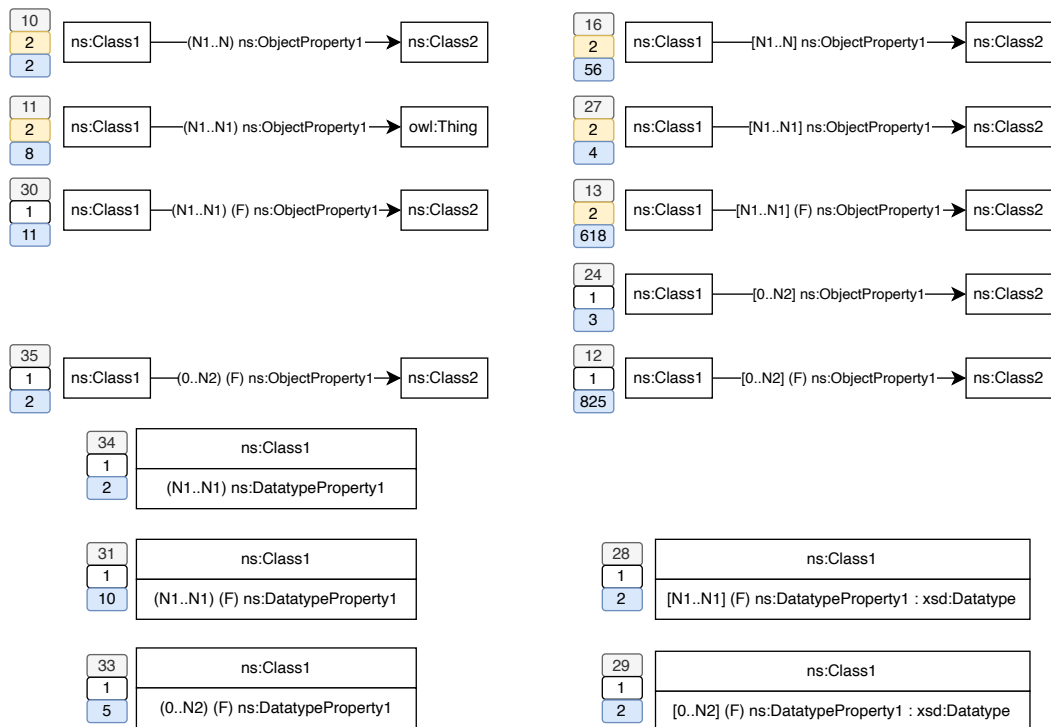 10
2
2
ns:Class1
(N1..N) ns:ObjectProperty1
ns:Class2
16
2
56
ns:Class1
[N1..N] ns:ObjectProperty1
ns:Class2
11
2
8
ns:Class1
(N1..N1) ns:ObjectProperty1
owl:Thing
27
2
4
ns:Class1
[N1..N1] ns:ObjectProperty1
ns:Class2
30
1
11
ns:Class1
(N1..N1) (F) ns:ObjectProperty1
ns:Class2
13
2
618
ns:Class1
[N1..N1] (F) ns:ObjectProperty1
ns:Class2
24
1
3
ns:Class1
[0..N2] ns:ObjectProperty1
ns:Class2
35
1
2
ns:Class1
(0..N2) (F) ns:ObjectProperty1
ns:Class2
12
1
825
ns:Class1
[0..N2] (F) ns:ObjectProperty1
ns:Class2
34
1
2
ns:Class1
(N1..N1) ns:DatatypeProperty1
31
1
10
ns:Class1
(N1..N1) (F) ns:DatatypeProperty1
28
1
2
ns:Class1
[N1..N1] (F) ns:DatatypeProperty1 : xsd:Datatype
33
1
5
ns:Class1
(0..N2) (F) ns:DatatypeProperty1
29
1
2
ns:Class1
[0..N2] (F) ns:DatatypeProperty1 : xsd:Datatype